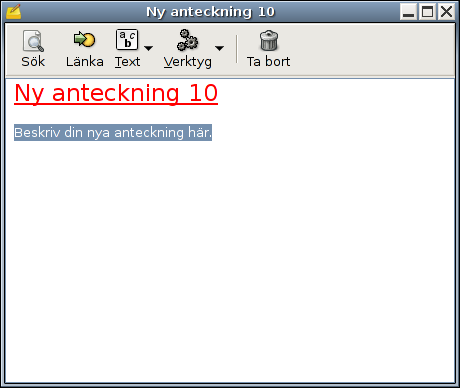 Ny anteckning 10
Sök Länka Text Verktyg Ta bort
Ny anteckning 10
Beskriv din nya anteckning här.